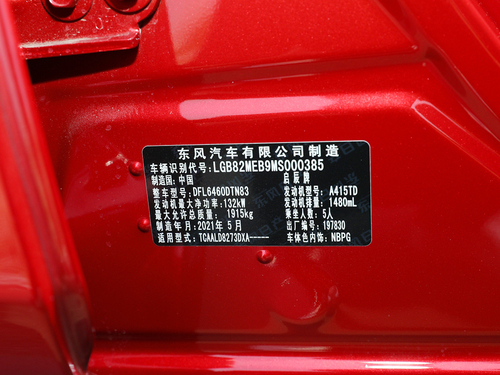 东风汽车有限公司制造
车辆识别代号:LGB82MEB9MS000385
制造国:中国 启辰牌
整车型号:DFL6460DTN83 发动机型号:A415TD
发动机最大净功率:132kW 发动机排量:1480mL
最大允许总质量:1915kg 乘坐人数:5人
制造年月:2021年5月 出厂编号:197830
适用型式:TCAALD8273DXA----- 车体色内饰:NBPG